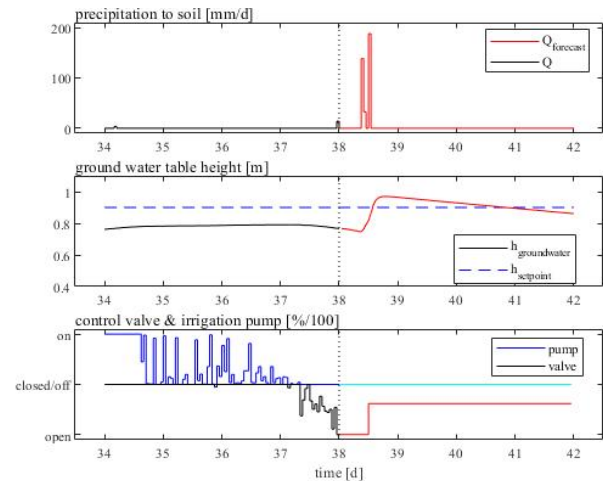 precipitation to soil [mm/d]
200
100
0
Q forecast
Q
34 35 36 37 38 39 40 41 42
ground water table height [m]
1
0.8
0.6
0.4
h groundwater
h setpoint
34 35 36 37 38 39 40 41 42
control valve & irrigation pump [%/100]
on
closed/off
open
pump
valve
34 35 36 37 38 39 40 41 42
time [d]